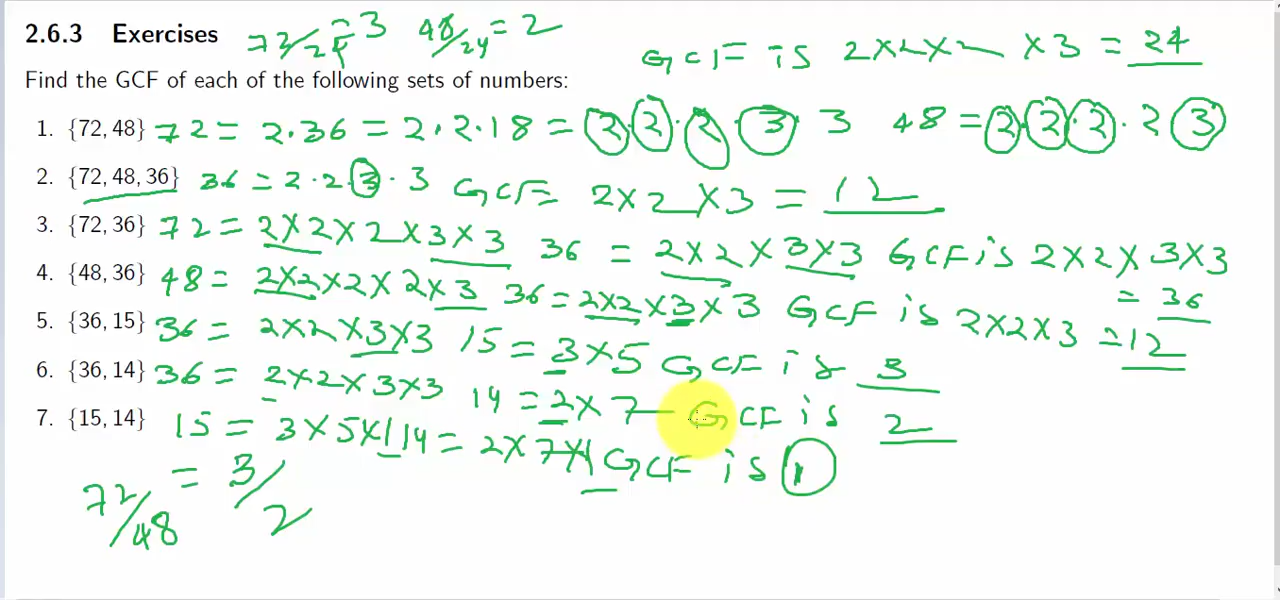 2.6.3 Exercises 72/24 = 3 48/24 = 2
GCF is 2×2×2 ×3 = 24
Find the GCF of each of the following sets of numbers:
1. {72, 48} 72 = 2·36 = 2·2·18 = 2·2·2·3·3 48 = 2·2·2·2 3
2. {72, 48, 36} 36 = 2·2·3·3 GCF= 2×2×3 = 12
3. {72, 36} 72 = 2×2×2×3×3 36 = 2×2×3×3 GCF is 2×2×3×3
= 36
4. {48, 36} 48 = 2×2×2×2×3 36 = 2×2×3×3 GCF is 2×2×3 = 12
5. {36, 15} 36 = 2×2×3×3 15 = 3×5 GCF is 3
6. {36, 14} 36 = 2×2×3×3 14 = 2×7 GCF is 2
7. {15, 14} 15 = 3×5×1 14 = 2×7×1 GCF is 1
72/48 = 3/2